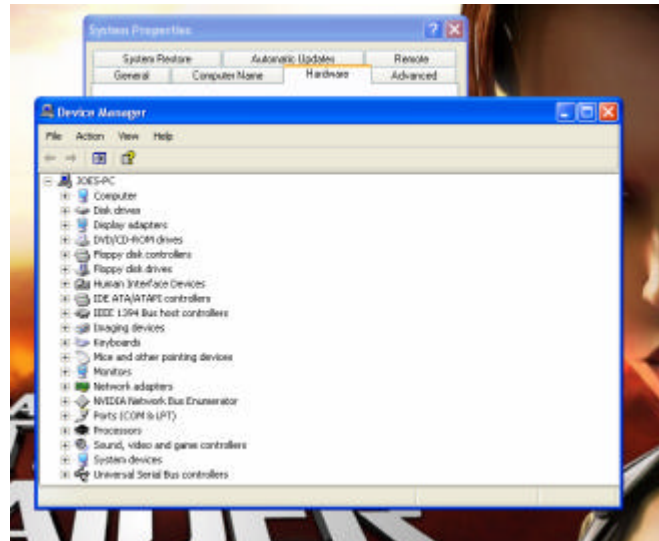 System Properties
System Restore Automatic Updates Remote
General Computer Name Hardware Advanced
Device Manager
File Action View Help
JOES-PC
Computer
Disk drives
Display adapters
DVD/CD-ROM drives
Floppy disk controllers
Floppy disk drives
Human Interface Devices
IDE ATA/ATAPI controllers
IEEE 1394 Bus host controllers
Imaging devices
Keyboards
Mice and other pointing devices
Monitors
Network adapters
NVIDIA Network Bus Enumerator
Ports (COM & LPT)
Processors
Sound, video and game controllers
System devices
Universal Serial Bus controllers